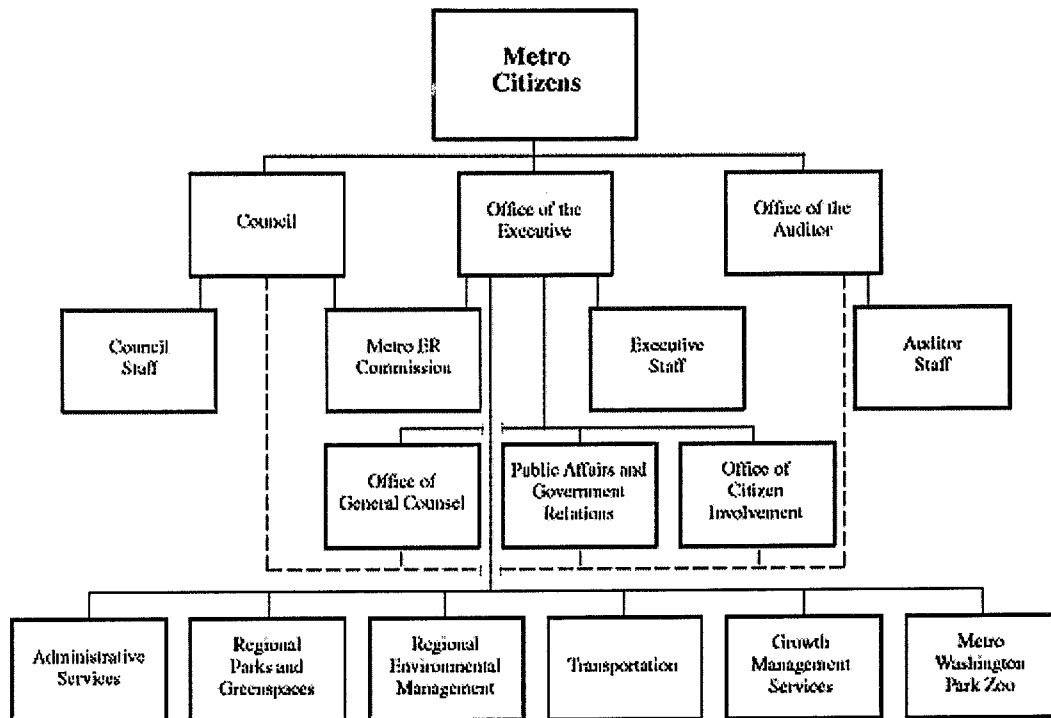 Metro
Citizens
Council
Office of the
Executive
Office of the
Auditor
Council
Staff
Metro ER
Commission
Executive
Staff
Auditor
Staff
Office of
General Counsel
Public Affairs and
Government
Relations
Office of
Citizen
Involvement
Administrative
Services
Regional
Parks and
Greenspaces
Regional
Environmental
Management
Transportation
Growth
Management
Services
Metro
Washington
Park Zoo